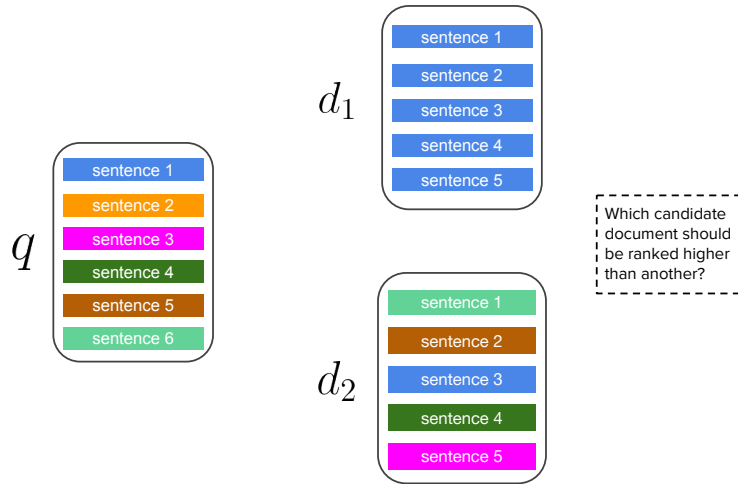 q
sentence 1
sentence 2
sentence 3
sentence 4
sentence 5
sentence 6
d1
sentence 1
sentence 2
sentence 3
sentence 4
sentence 5
d2
sentence 1
sentence 2
sentence 3
sentence 4
sentence 5
Which candidate
document should
be ranked higher
than another?